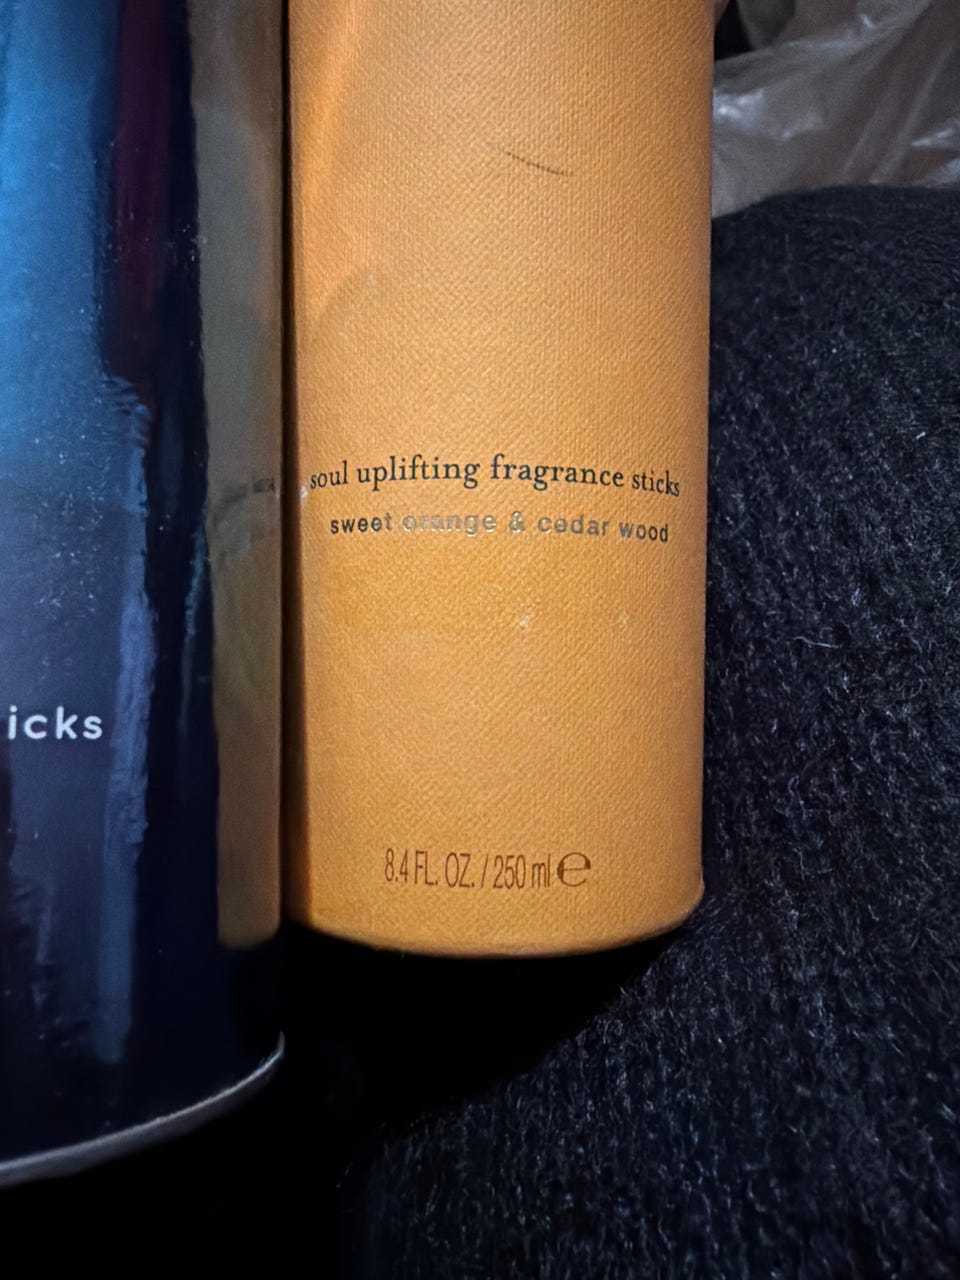 soul uplifting fragrance sticks
sweet orange & cedar wood
icks
8.4 FL. OZ. / 250 ml ℮